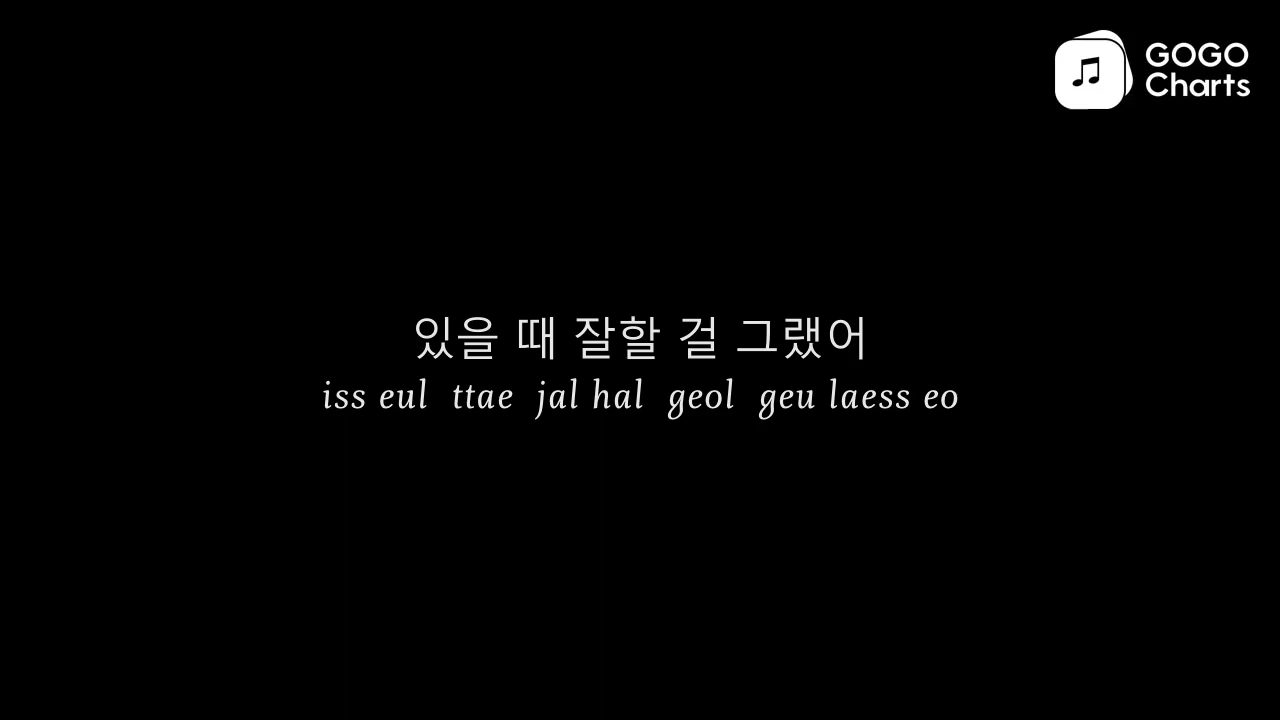 GOGO
Charts
있을 때 잘할 걸 그랬어
iss eul ttae jal hal geol geu laess eo